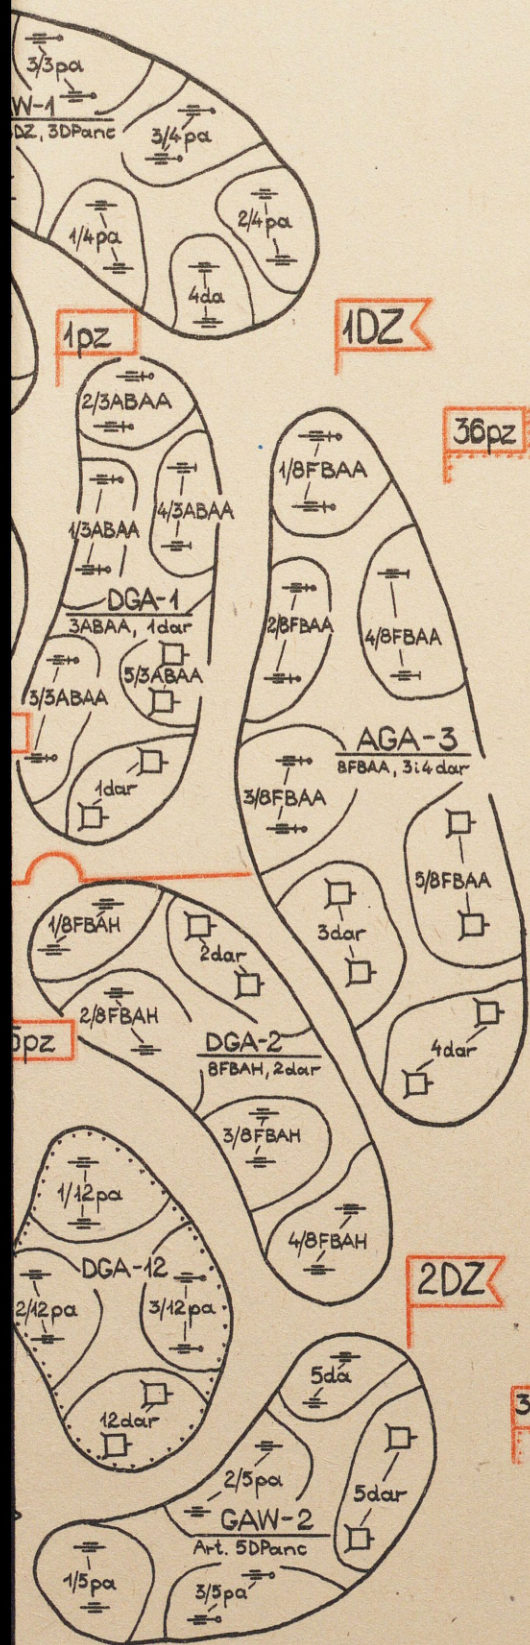 3/3pa
W-1
DZ, 3DPanc
3/4pa
1/4pa
2/4pa
4da
1pz
1DZ
36pz
2/3ABAA
1/3ABAA
4/3ABAA
DGA-1
3ABAA, 1dar
5/3ABAA
3/3ABAA
1dar
1/8FBAA
2/8FBAA
4/8FBAA
AGA-3
8FBAA, 3i4dar
3/8FBAA
5/8FBAA
3dar
4dar
1/8FBAH
2dar
2/8FBAH
DGA-2
8FBAH, 2dar
3/8FBAH
4/8FBAH
5pz
1/12pa
DGA-12
2/12pa
3/12pa
12dar
2DZ
3
5da
2/5pa
5dar
GAW-2
Art. 5DPanc
1/5pa
3/5pa